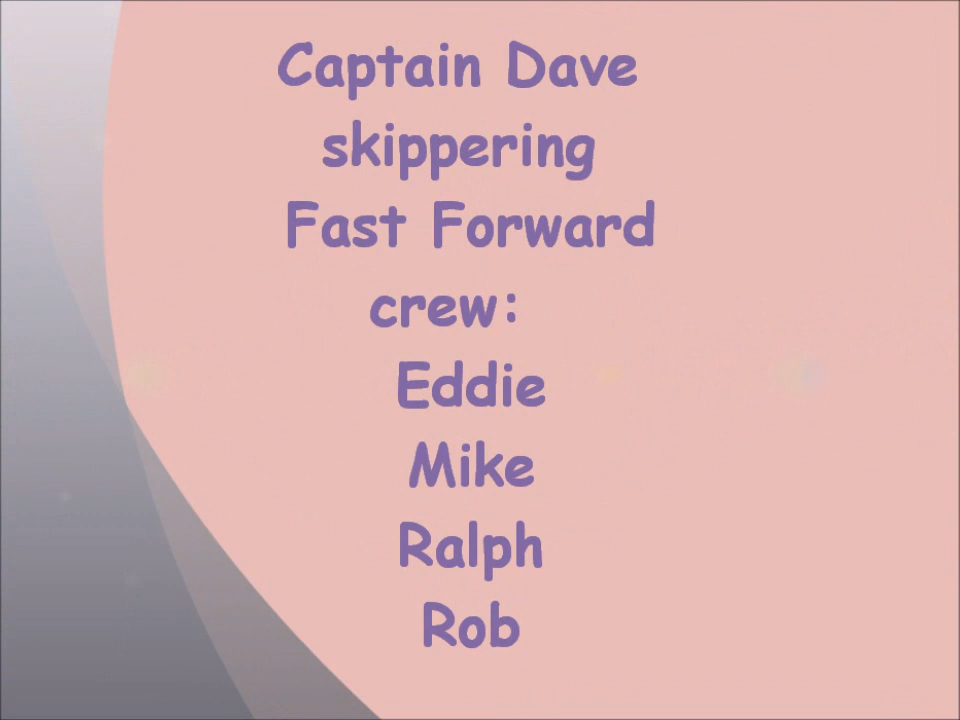 Captain Dave
skippering
Fast Forward
crew:
Eddie
Mike
Ralph
Rob